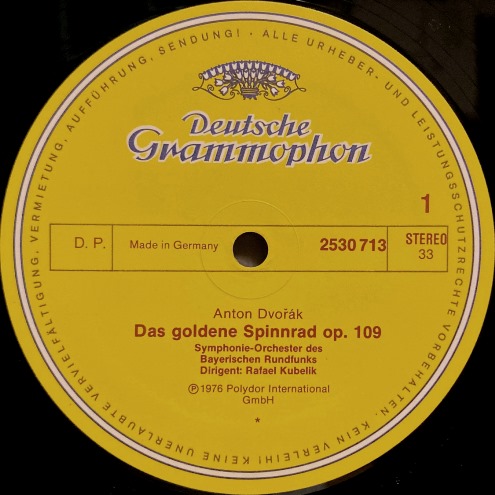 ALLE URHEBER- UND LEISTUNGSSCHUTZRECHTE VORBEHALTEN. KEIN VERLEIH! KEINE UNERLAUBTE VERVIELFÄLTIGUNG, VERMIETUNG, AUFFÜHRUNG, SENDUNG! ·
Deutsche
Grammophon
1
D. P.
Made in Germany
2530 713
STEREO
33
Anton Dvořák
Das goldene Spinnrad op. 109
Symphonie-Orchester des
Bayerischen Rundfunks
Dirigent: Rafael Kubelik
Ⓟ 1976 Polydor International
GmbH
*